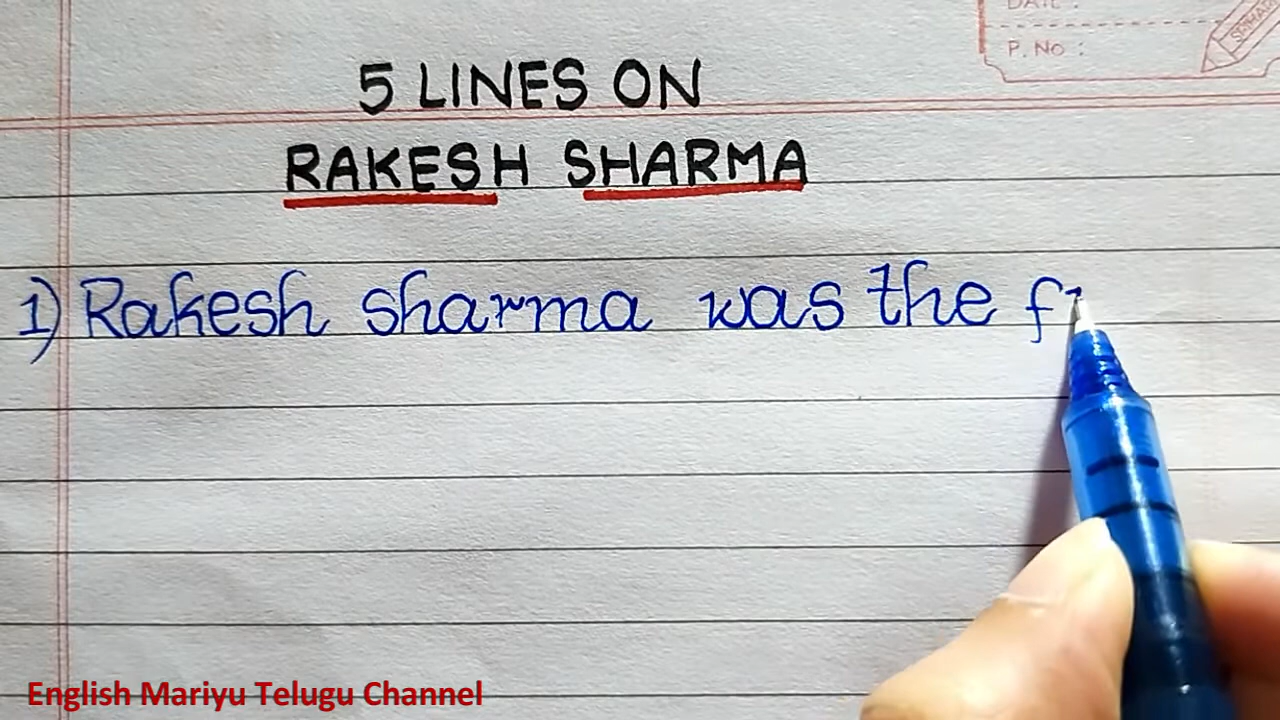 P. No :
5 LINES ON
RAKESH SHARMA
1) Rakesh sharma was the
English Mariyu Telugu Channel